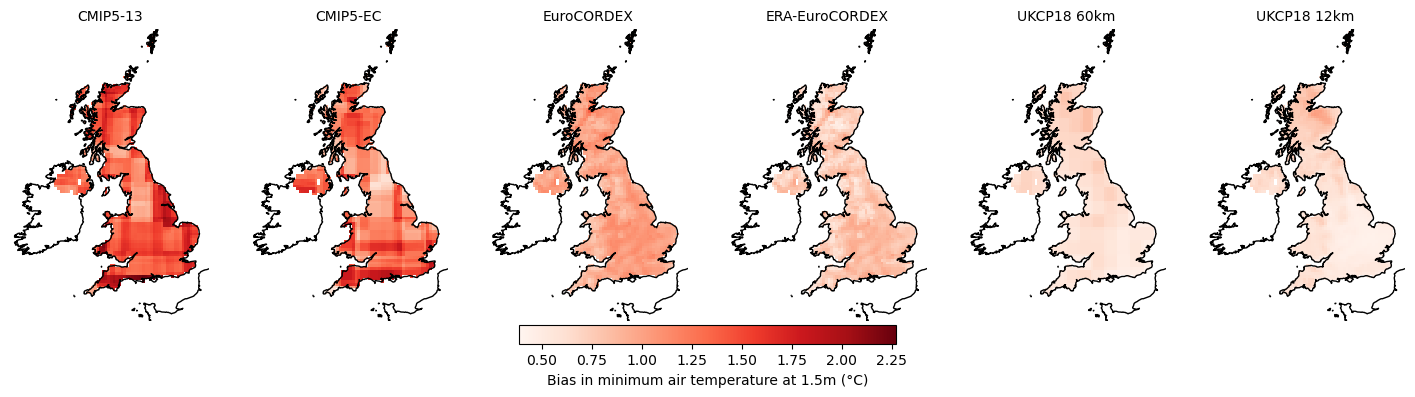 CMIP5-13
CMIP5-EC
EuroCORDEX
ERA-EuroCORDEX
UKCP18 60km
UKCP18 12km
0.50 0.75 1.00 1.25 1.50 1.75 2.00 2.25
Bias in minimum air temperature at 1.5m (°C)